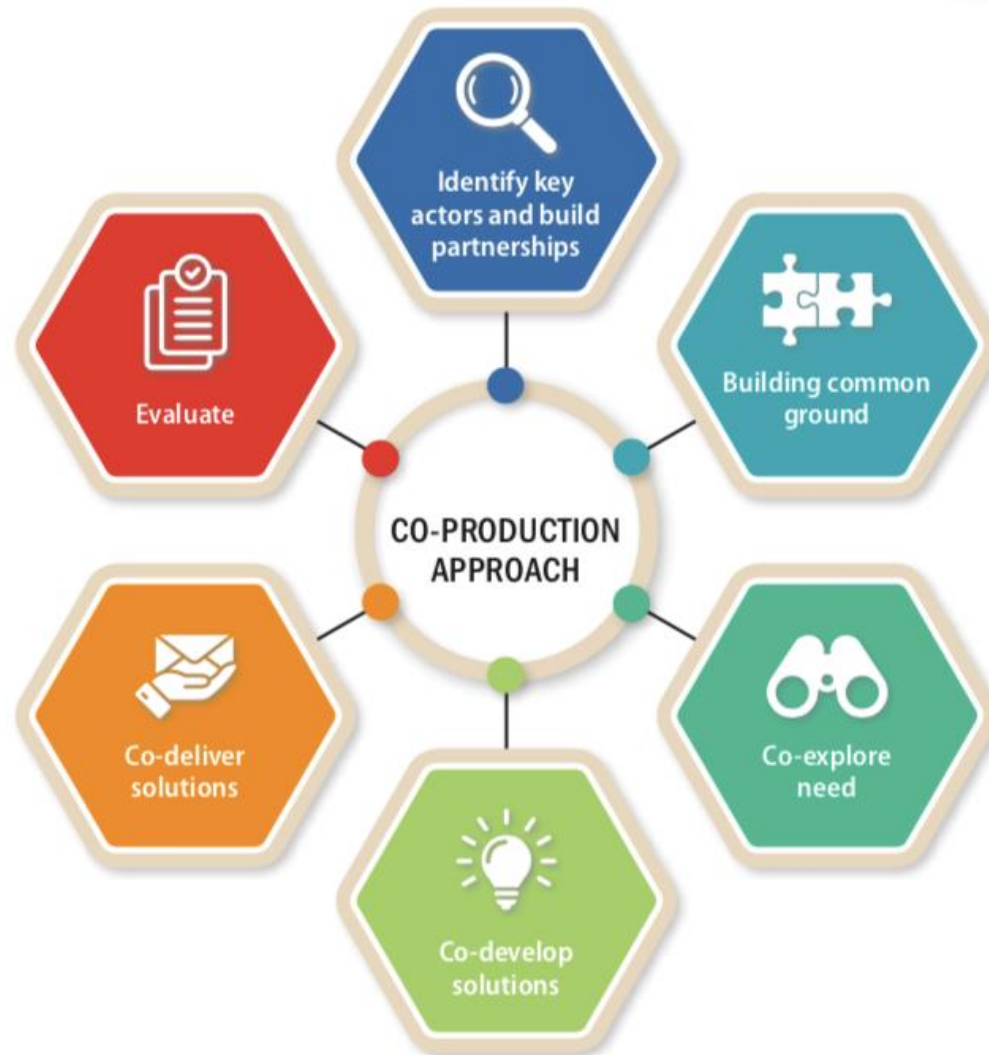 Identify key
actors and build
partnerships
Building common
ground
Co-explore
need
Co-develop
solutions
Co-deliver
solutions
Evaluate
CO-PRODUCTION
APPROACH